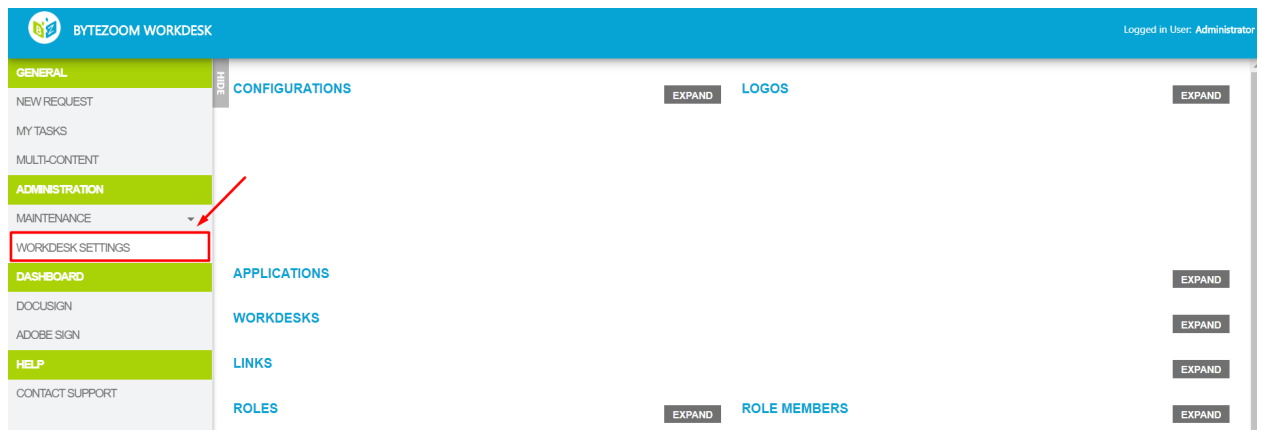 BYTEZOOM WORKDESK
Logged in User: Administrator
GENERAL
NEW REQUEST
MY TASKS
MULTI-CONTENT
ADMINISTRATION
MAINTENANCE
WORKDESK SETTINGS
DASHBOARD
DOCUSIGN
ADOBE SIGN
HELP
CONTACT SUPPORT
HIDE
CONFIGURATIONS
EXPAND
LOGOS
EXPAND
APPLICATIONS
EXPAND
WORKDESKS
EXPAND
LINKS
EXPAND
ROLES
EXPAND
ROLE MEMBERS
EXPAND